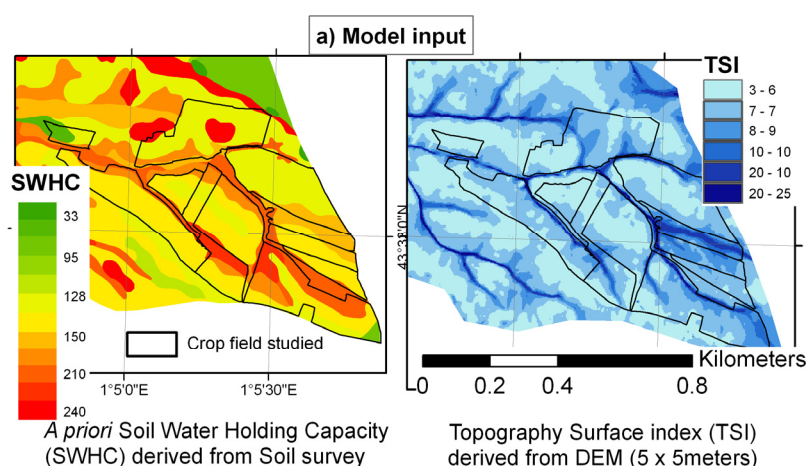 a) Model input
TSI
3 - 6
7 - 7
8 - 9
10 - 10
20 - 10
20 - 25
SWHC
33
95
128
150
210
240
Crop field studied
1°5'0"E
1°5'30"E
43°33'0"N
Kilometers
0
0.2
0.4
0.8
A priori Soil Water Holding Capacity
(SWHC) derived from Soil survey
Topography Surface index (TSI)
derived from DEM (5 x 5meters)